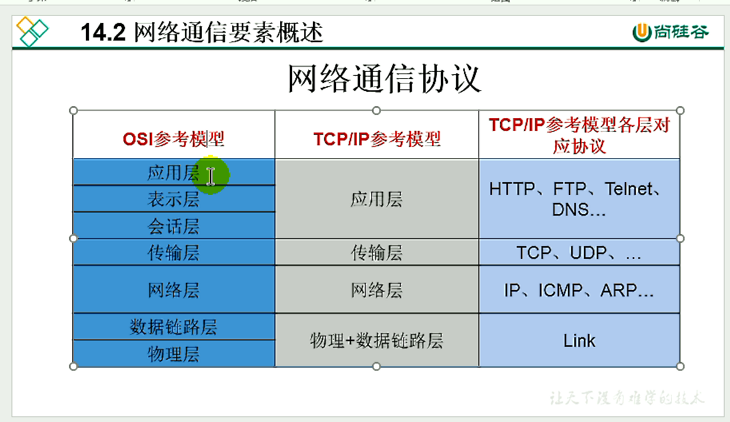 14.2 网络通信要素概述
尚硅谷
网络通信协议
OSI参考模型
TCP/IP参考模型
TCP/IP参考模型各层对
应协议
应用层
表示层
会话层
应用层
HTTP、FTP、Telnet、
DNS...
传输层
传输层
TCP、UDP、...
网络层
网络层
IP、ICMP、ARP...
数据链路层
物理层
物理+数据链路层
Link
让天下没有难学的技术